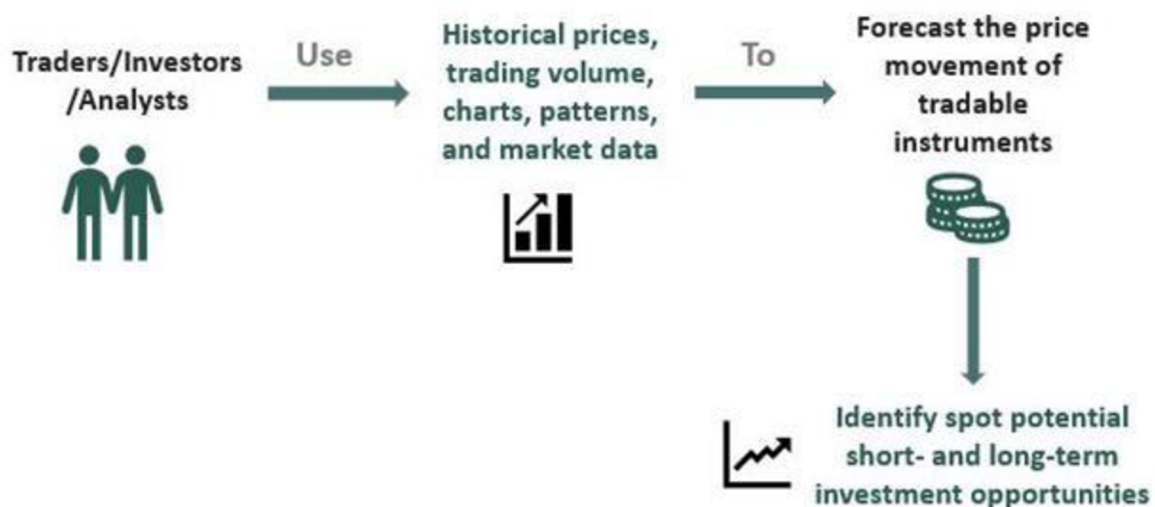 Traders/Investors
/Analysts
Use
Historical prices,
trading volume,
charts, patterns,
and market data
To
Forecast the price
movement of
tradable
instruments
Identify spot potential
short- and long-term
investment opportunities